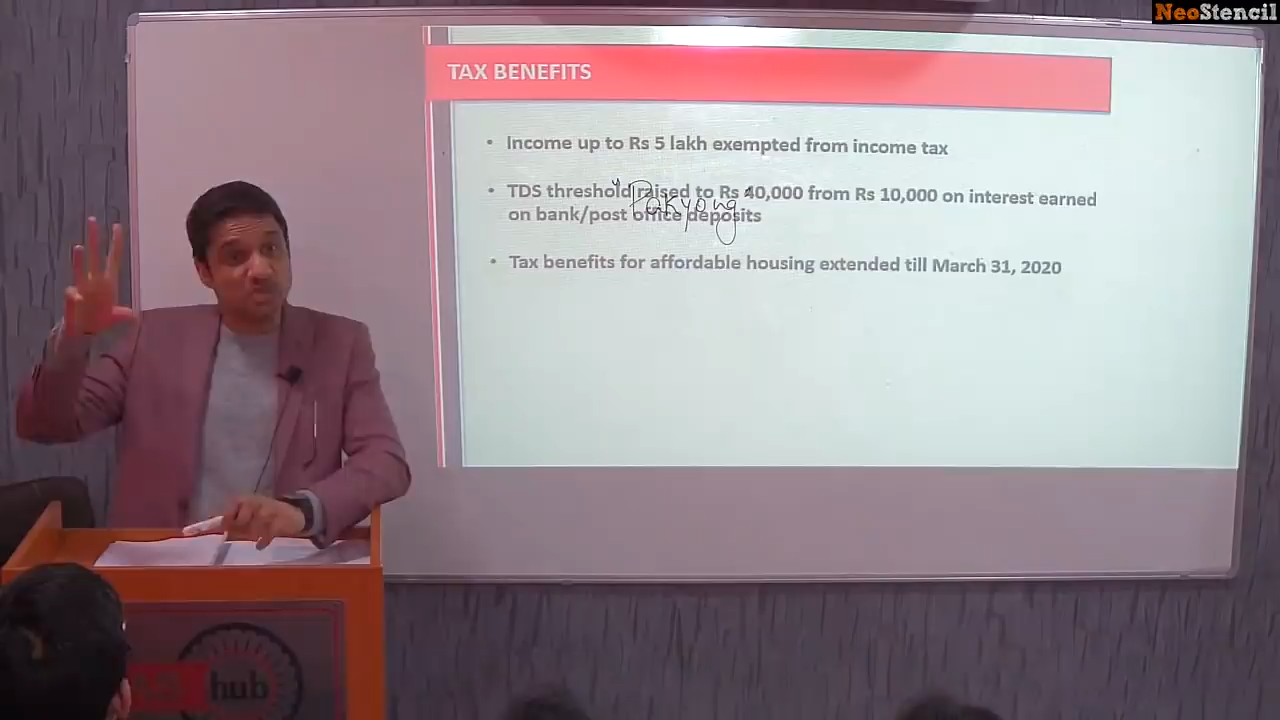 NeoStencil
TAX BENEFITS
• Income up to Rs 5 lakh exempted from income tax
• TDS threshold raised to Rs 40,000 from Rs 10,000 on interest earned
on bank/post office deposits
Pakyong
• Tax benefits for affordable housing extended till March 31, 2020
hub